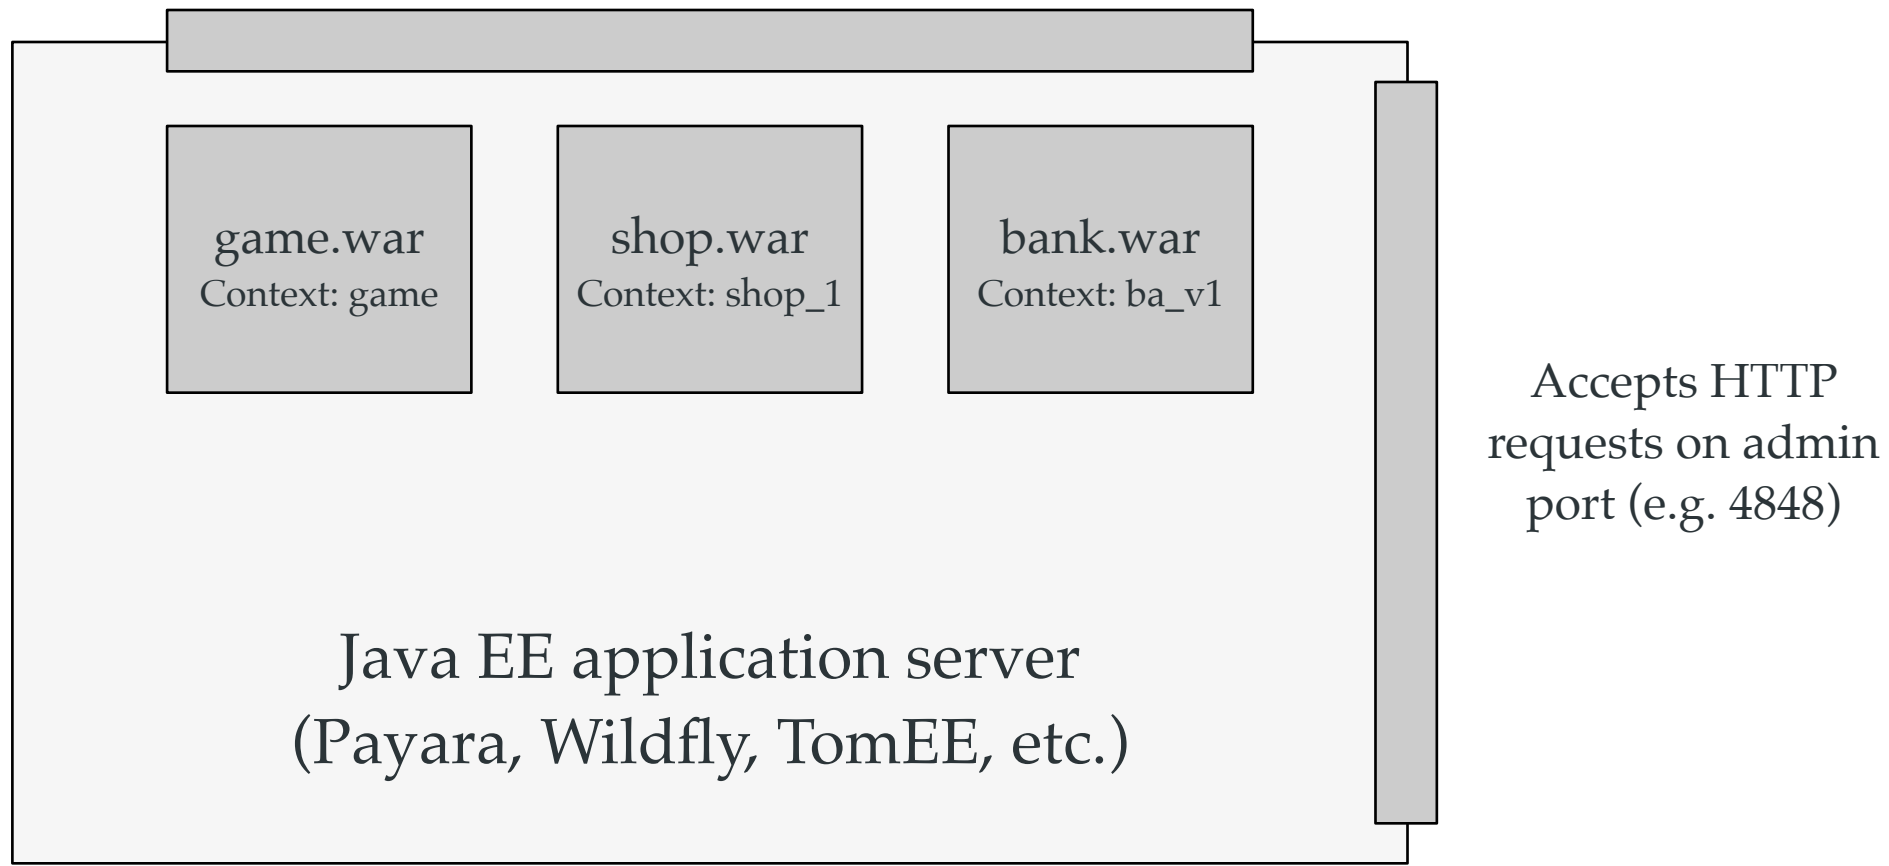 game.war
Context: game
shop.war
Context: shop_1
bank.war
Context: ba_v1
Accepts HTTP
requests on admin
port (e.g. 4848)
Java EE application server
(Payara, Wildfly, TomEE, etc.)